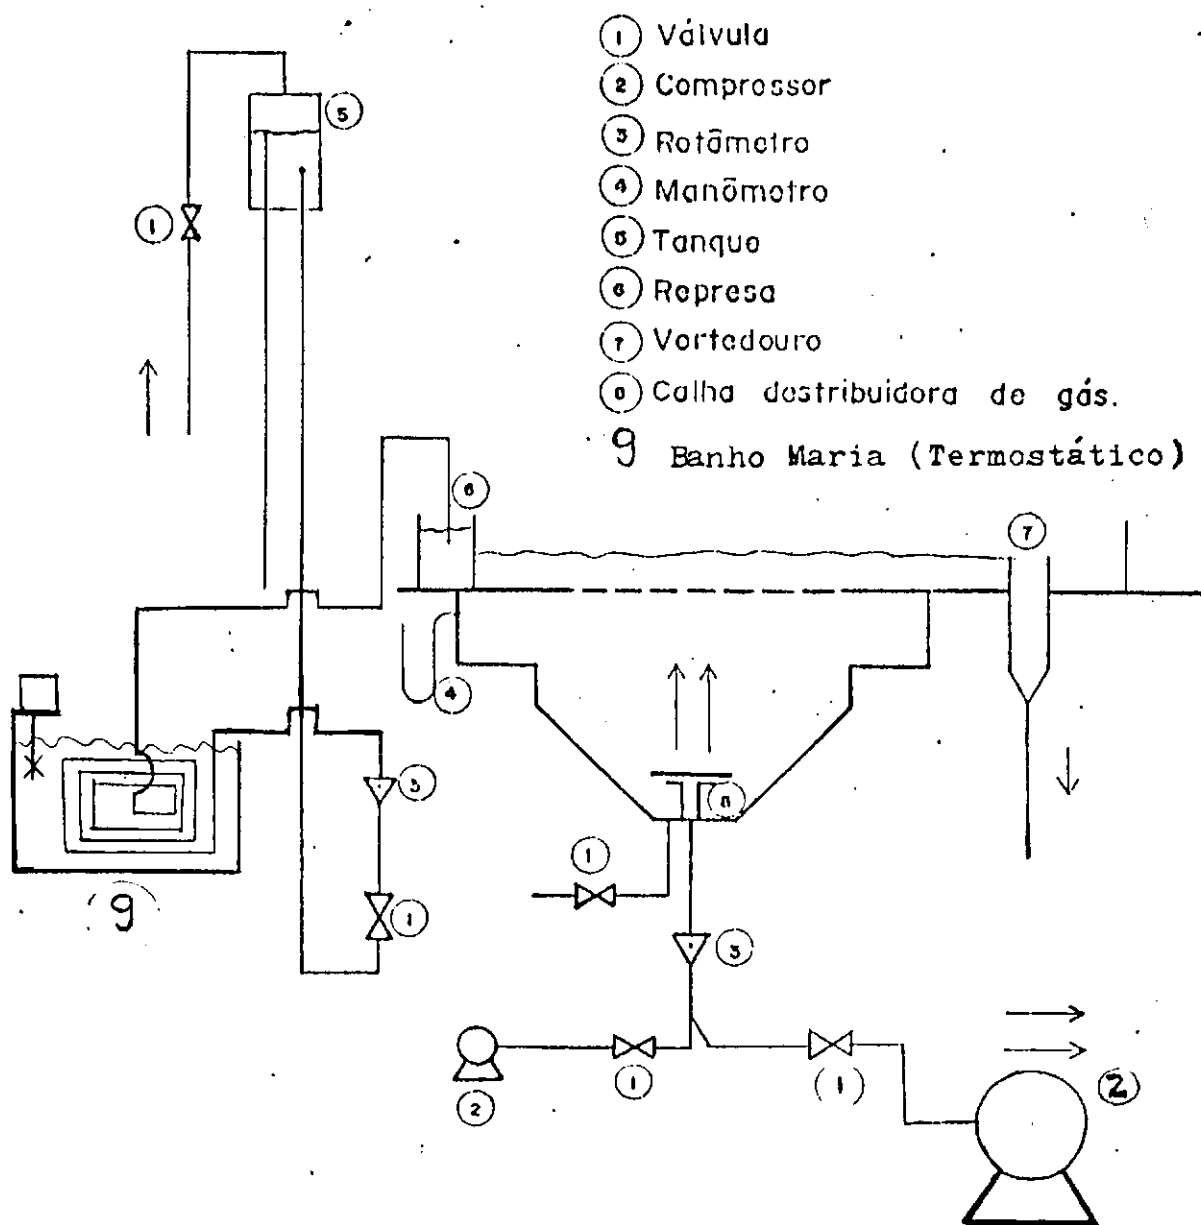 1 Válvula
2 Compressor
3 Rotâmetro
4 Manômetro
5 Tanque
6 Represa
7 Vertedouro
8 Calha destribuidora de gás.
9 Banho Maria (Termostático)
5
1
6
7
4
3
8
1
9
1
3
1
1
2
2